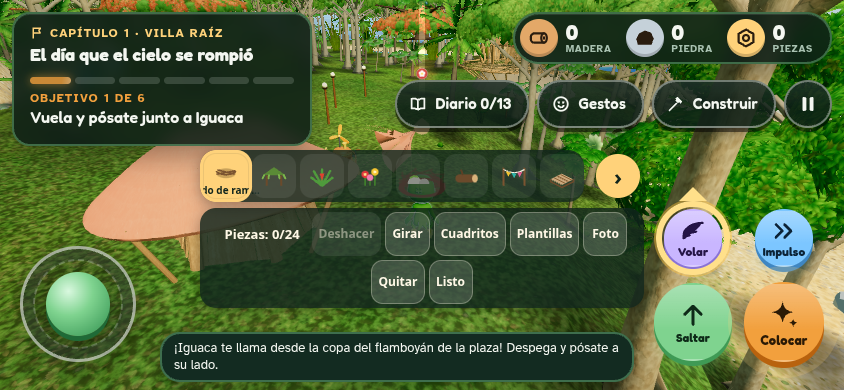 CAPÍTULO 1 · VILLA RAÍZ
El día que el cielo se rompió
OBJETIVO 1 DE 6
Vuela y pósate junto a Iguaca
0 MADERA
0 PIEDRA
0 PIEZAS
Diario 0/13
Gestos
Construir
do de ram
Piezas: 0/24
Deshacer
Girar
Cuadritos
Plantillas
Foto
Quitar
Listo
Volar
Impulso
Saltar
Colocar
¡Iguaca te llama desde la copa del flamboyán de la plaza! Despega y pósate a
su lado.